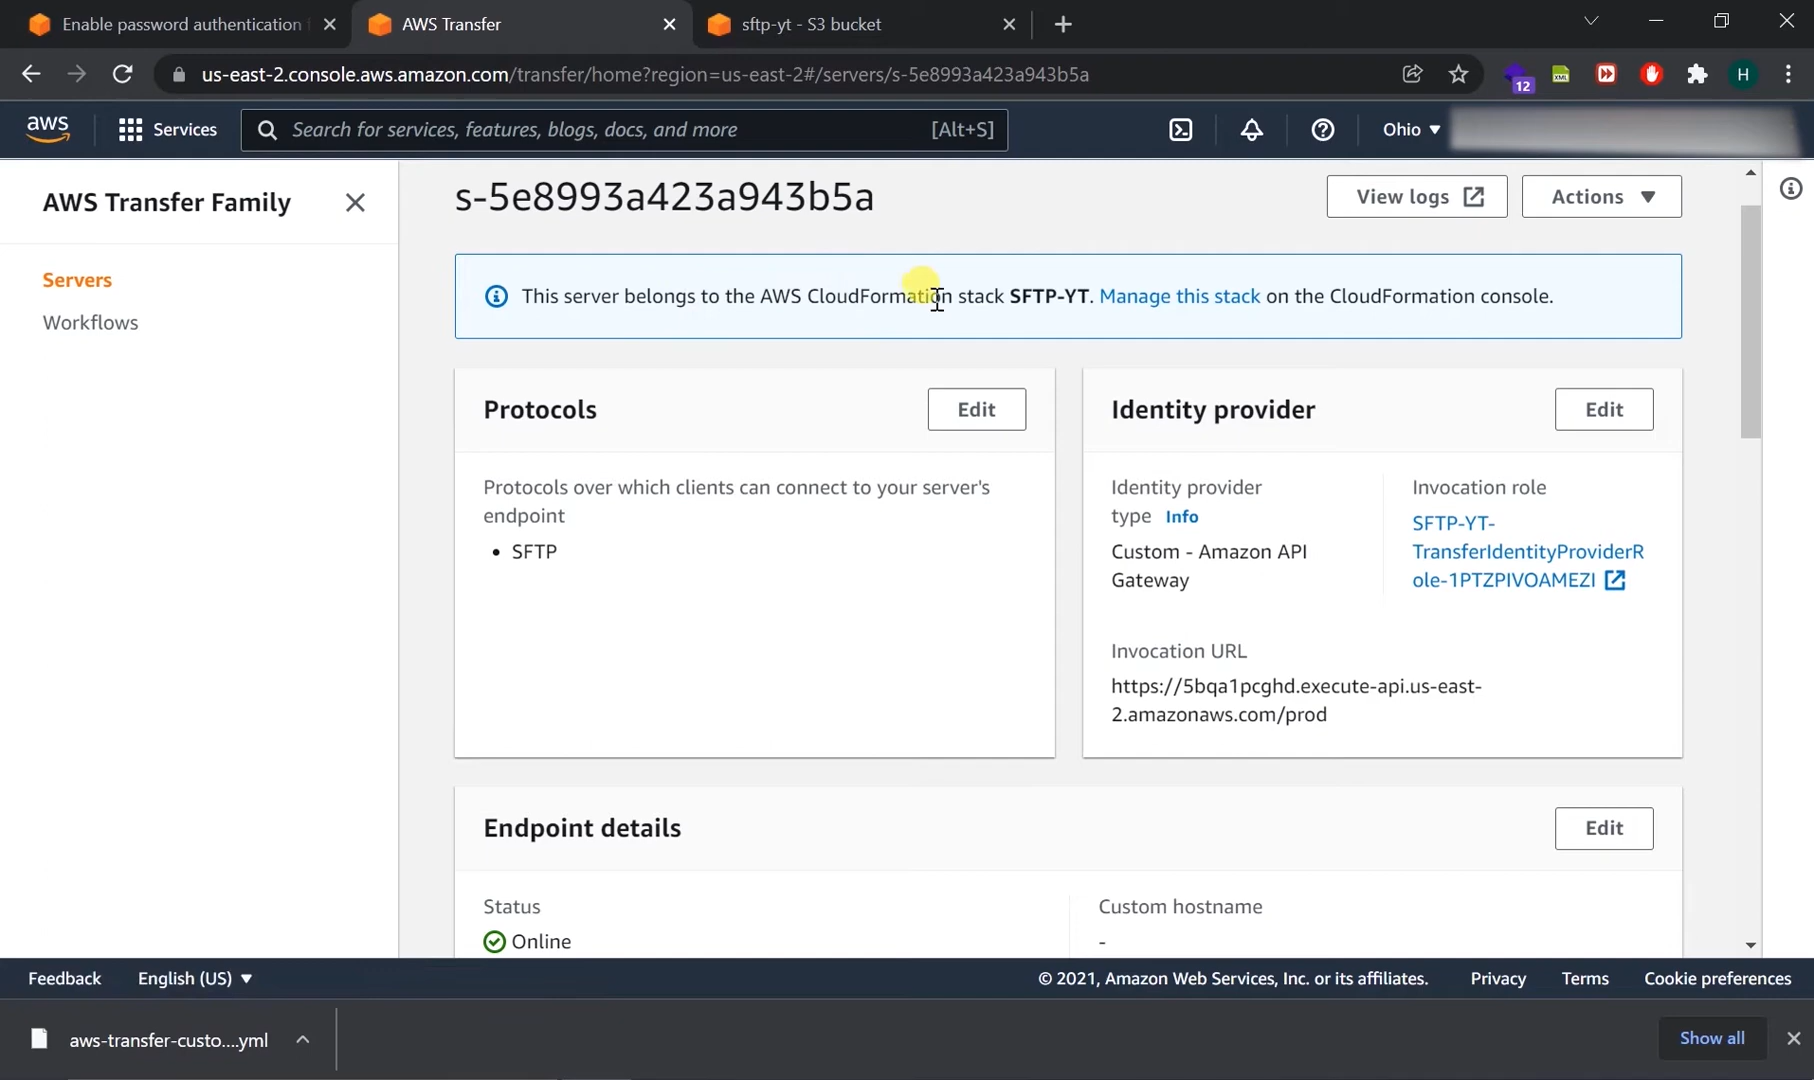 Enable password authentication
AWS Transfer
sftp-yt - S3 bucket
us-east-2.console.aws.amazon.com/transfer/home?region=us-east-2#/servers/s-5e8993a423a943b5a
12
H
aws
Services
Search for services, features, blogs, docs, and more
[Alt+S]
Ohio
AWS Transfer Family
Servers
Workflows
s-5e8993a423a943b5a
View logs
Actions
This server belongs to the AWS CloudFormation stack SFTP-YT. Manage this stack on the CloudFormation console.
Protocols
Edit
Protocols over which clients can connect to your server's
endpoint
• SFTP
Identity provider
Edit
Identity provider
type Info
Custom - Amazon API
Gateway
Invocation role
SFTP-YT-
TransferIdentityProviderR
ole-1PTZPIVOAMEZI
Invocation URL
https://5bqa1pcghd.execute-api.us-east-
2.amazonaws.com/prod
Endpoint details
Edit
Status
Online
Custom hostname
-
Feedback
English (US)
© 2021, Amazon Web Services, Inc. or its affiliates.
Privacy
Terms
Cookie preferences
aws-transfer-custo....yml
Show all